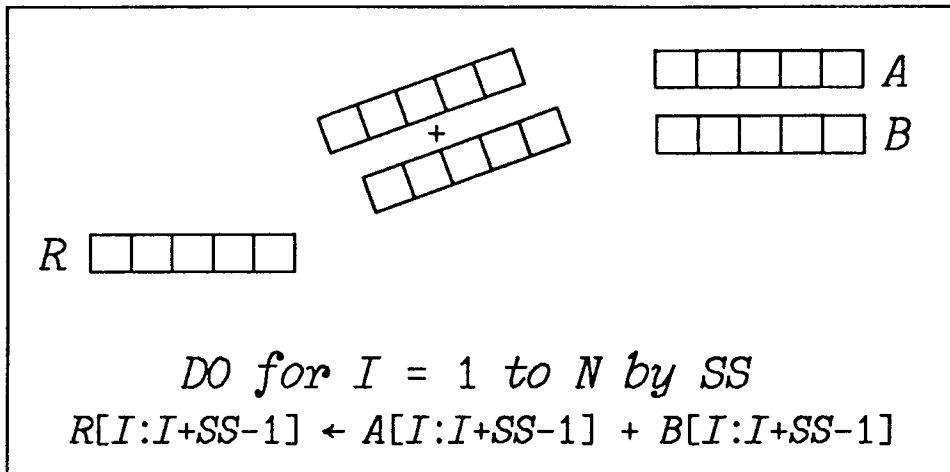 A
+
B
R
DO for I = 1 to N by SS
R[I:I+SS-1] ← A[I:I+SS-1] + B[I:I+SS-1]